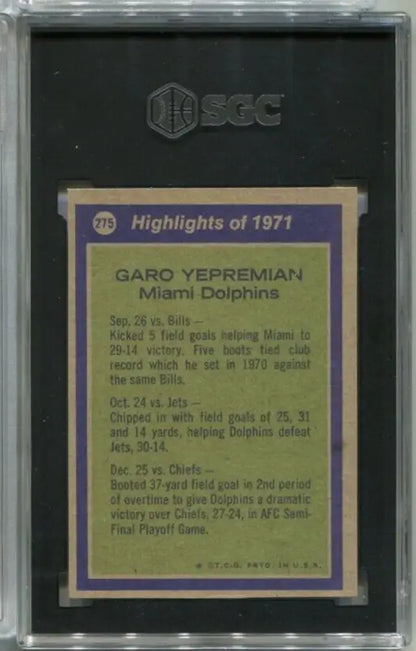 SGC
275 Highlights of 1971
GARO YEPREMIAN
Miami Dolphins
Sep. 26 vs. Bills —
Kicked 5 field goals helping Miami to
29-14 victory. Five boots tied club
record which he set in 1970 against
the same Bills.
Oct. 24 vs. Jets —
Chipped in with field goals of 25, 31
and 14 yards, helping Dolphins defeat
Jets, 30-14.
Dec. 25 vs. Chiefs —
Booted 37-yard field goal in 2nd period
of overtime to give Dolphins a dramatic
victory over Chiefs, 27-24, in AFC Semi-
Final Playoff Game.
* © T.C.G. PRTD. IN U.S.A.